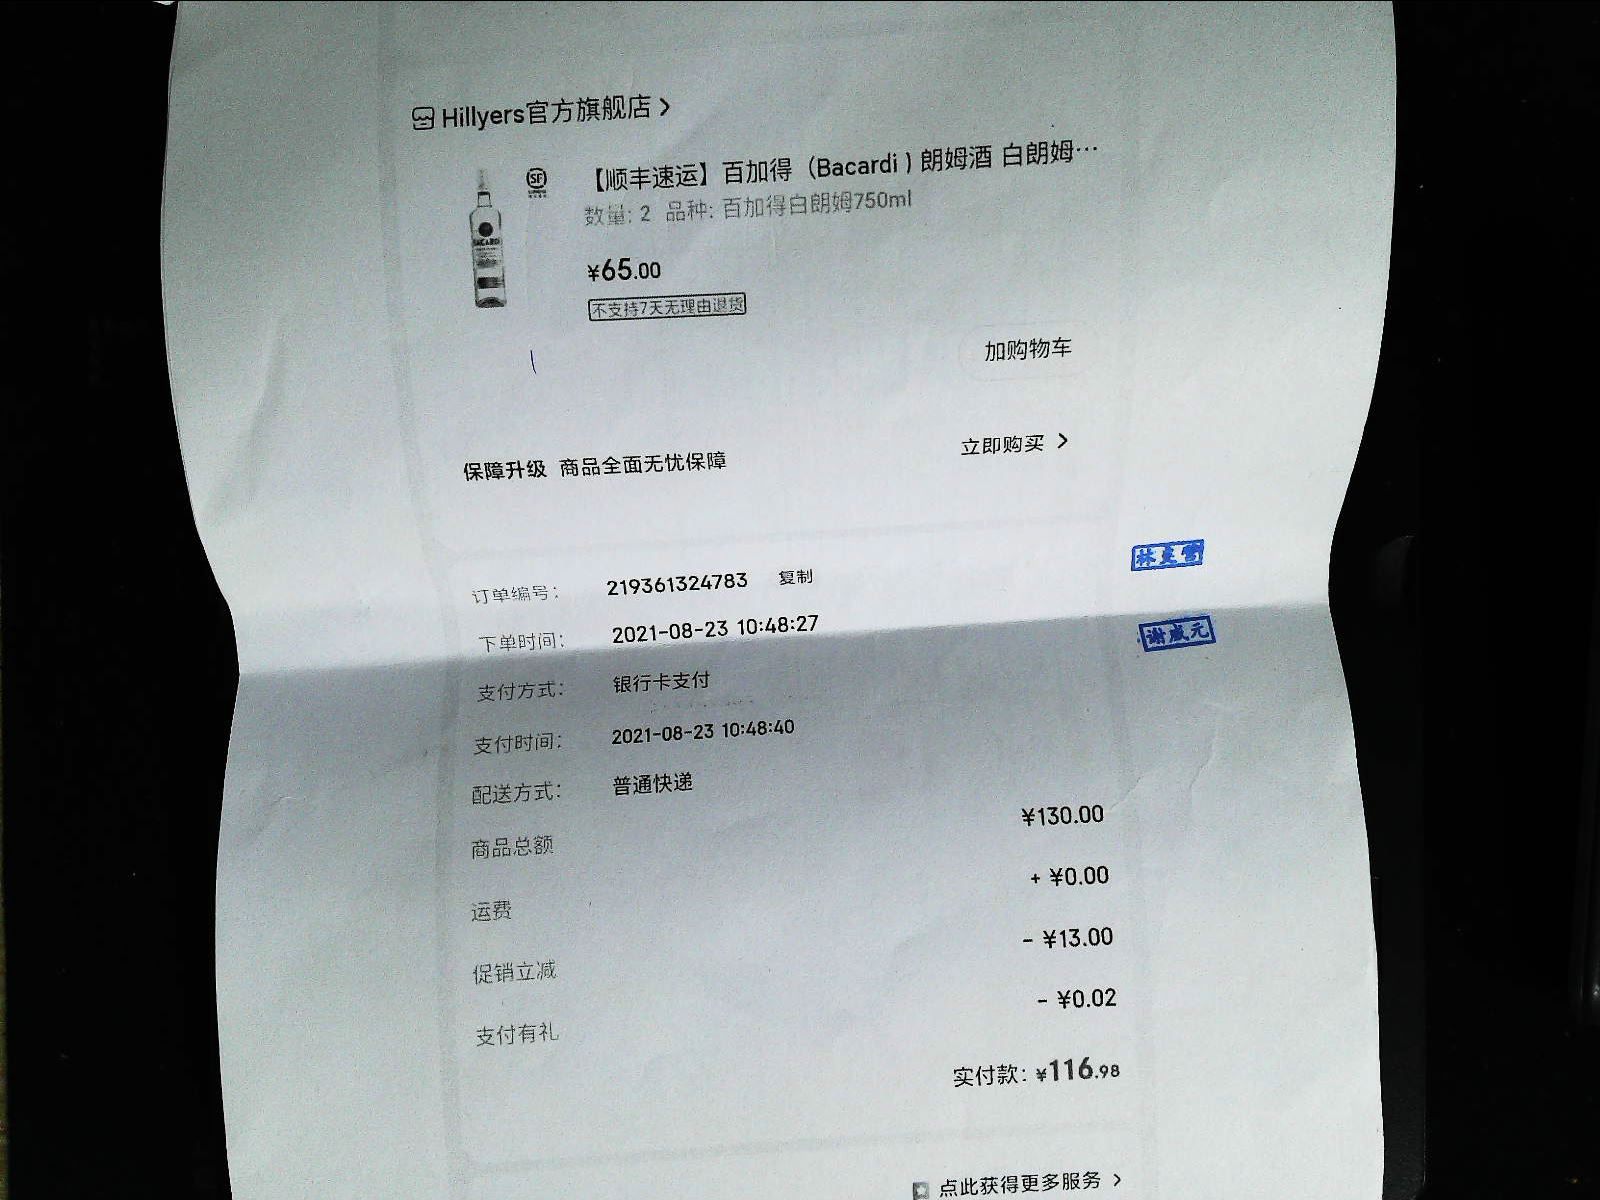 Hillyers官方旗舰店 >
【顺丰速运】百加得（Bacardi）朗姆酒 白朗姆…
SF
数量: 2 品种: 百加得白朗姆750ml
BACARDI
¥65.00
不支持7天无理由退货
加购物车
保障升级 商品全面无忧保障
立即购买 >
订单编号： 219361324783 复制
下单时间： 2021-08-23 10:48:27
谢威元
支付方式： 银行卡支付
支付时间： 2021-08-23 10:48:40
配送方式： 普通快递
商品总额 ¥130.00
运费 + ¥0.00
促销立减 - ¥13.00
支付有礼 - ¥0.02
实付款：¥116.98
点此获得更多服务 >